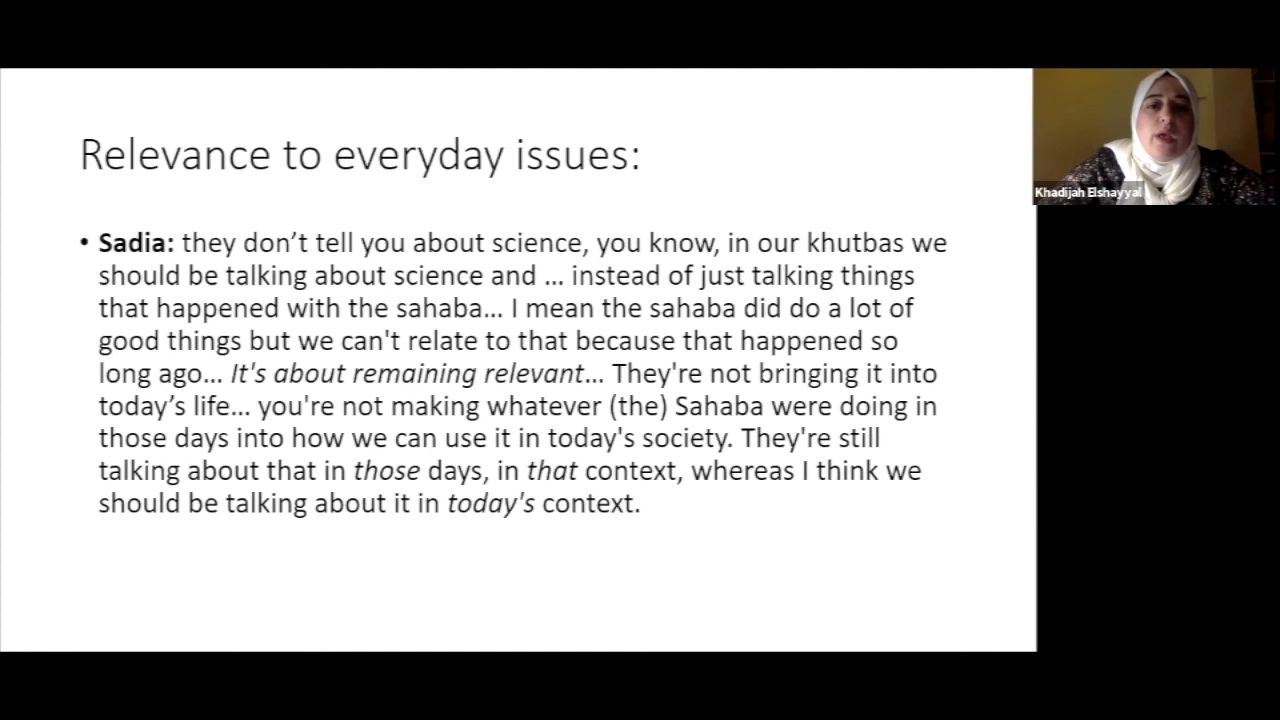 Relevance to everyday issues:
• Sadia: they don’t tell you about science, you know, in our khutbas we
should be talking about science and ... instead of just talking things
that happened with the sahaba... I mean the sahaba did do a lot of
good things but we can't relate to that because that happened so
long ago... It's about remaining relevant... They're not bringing it into
today’s life... you're not making whatever (the) Sahaba were doing in
those days into how we can use it in today's society. They're still
talking about that in those days, in that context, whereas I think we
should be talking about it in today's context.
Khadijah Elshayyal